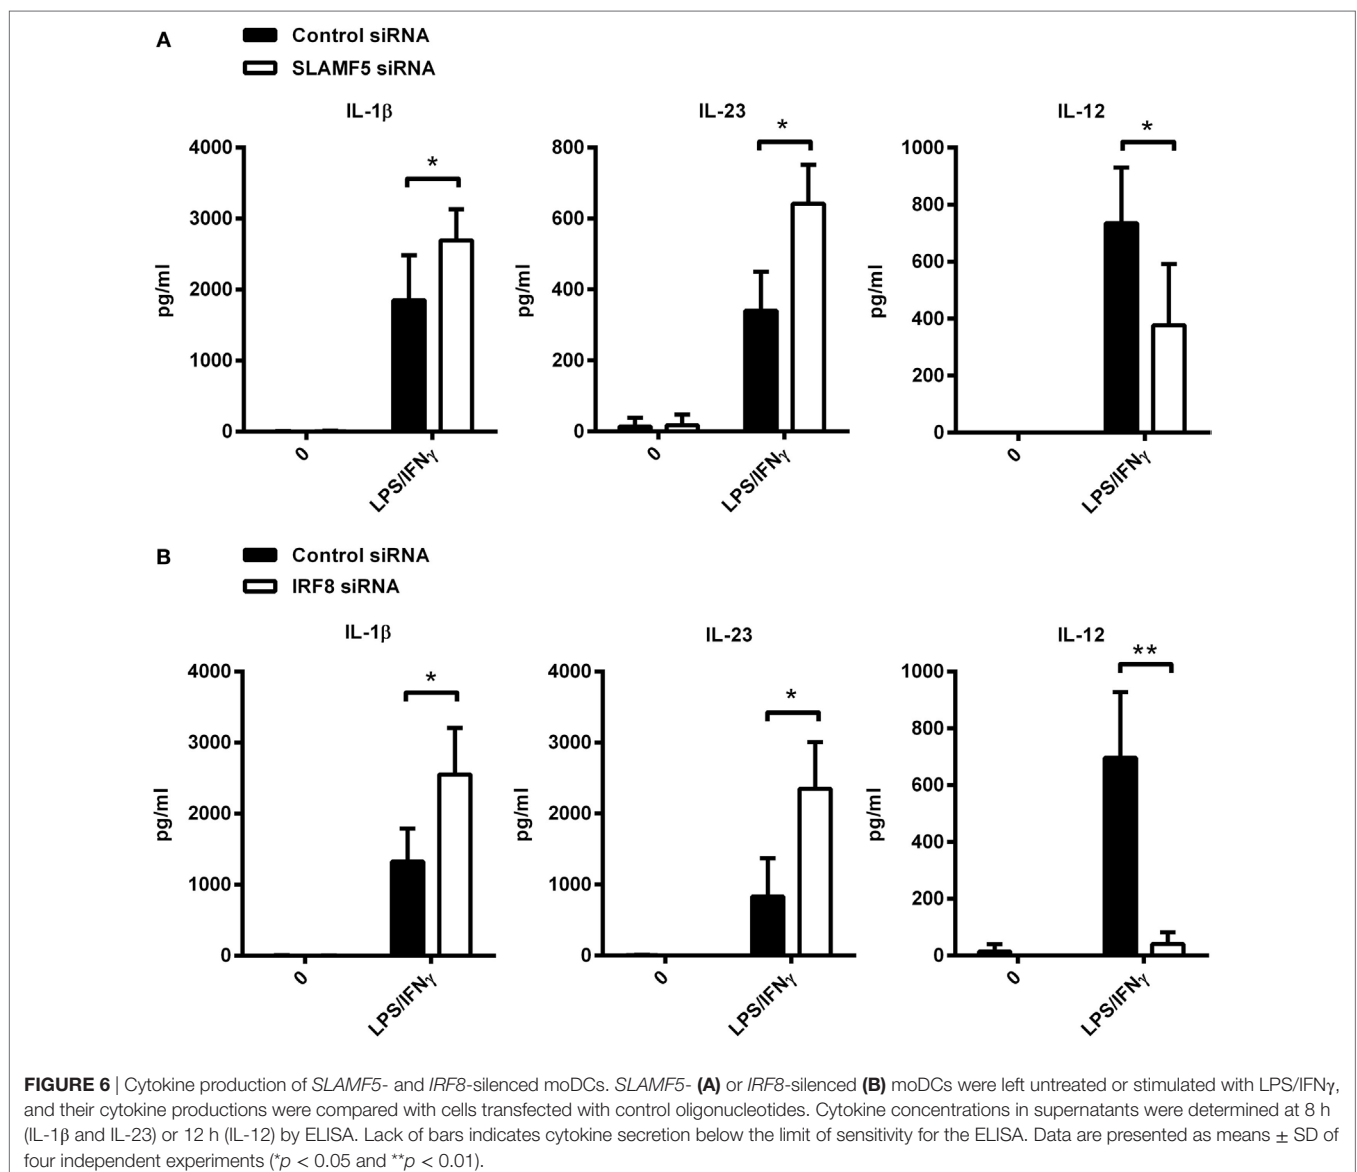 A
Control siRNA
SLAMF5 siRNA
IL-1β
4000
3000
2000
1000
0
pg/ml
*
0
LPS/IFNγ
IL-23
800
600
400
200
0
pg/ml
*
0
LPS/IFNγ
IL-12
1000
800
600
400
200
0
pg/ml
*
0
LPS/IFNγ
B
Control siRNA
IRF8 siRNA
IL-1β
4000
3000
2000
1000
0
pg/ml
*
0
LPS/IFNγ
IL-23
4000
3000
2000
1000
0
pg/ml
*
0
LPS/IFNγ
IL-12
1000
800
600
400
200
0
pg/ml
**
0
LPS/IFNγ
FIGURE 6 | Cytokine production of SLAMF5- and IRF8-silenced moDCs. SLAMF5- (A) or IRF8-silenced (B) moDCs were left untreated or stimulated with LPS/IFNγ,
and their cytokine productions were compared with cells transfected with control oligonucleotides. Cytokine concentrations in supernatants were determined at 8 h
(IL-1β and IL-23) or 12 h (IL-12) by ELISA. Lack of bars indicates cytokine secretion below the limit of sensitivity for the ELISA. Data are presented as means ± SD of
four independent experiments (*p < 0.05 and **p < 0.01).